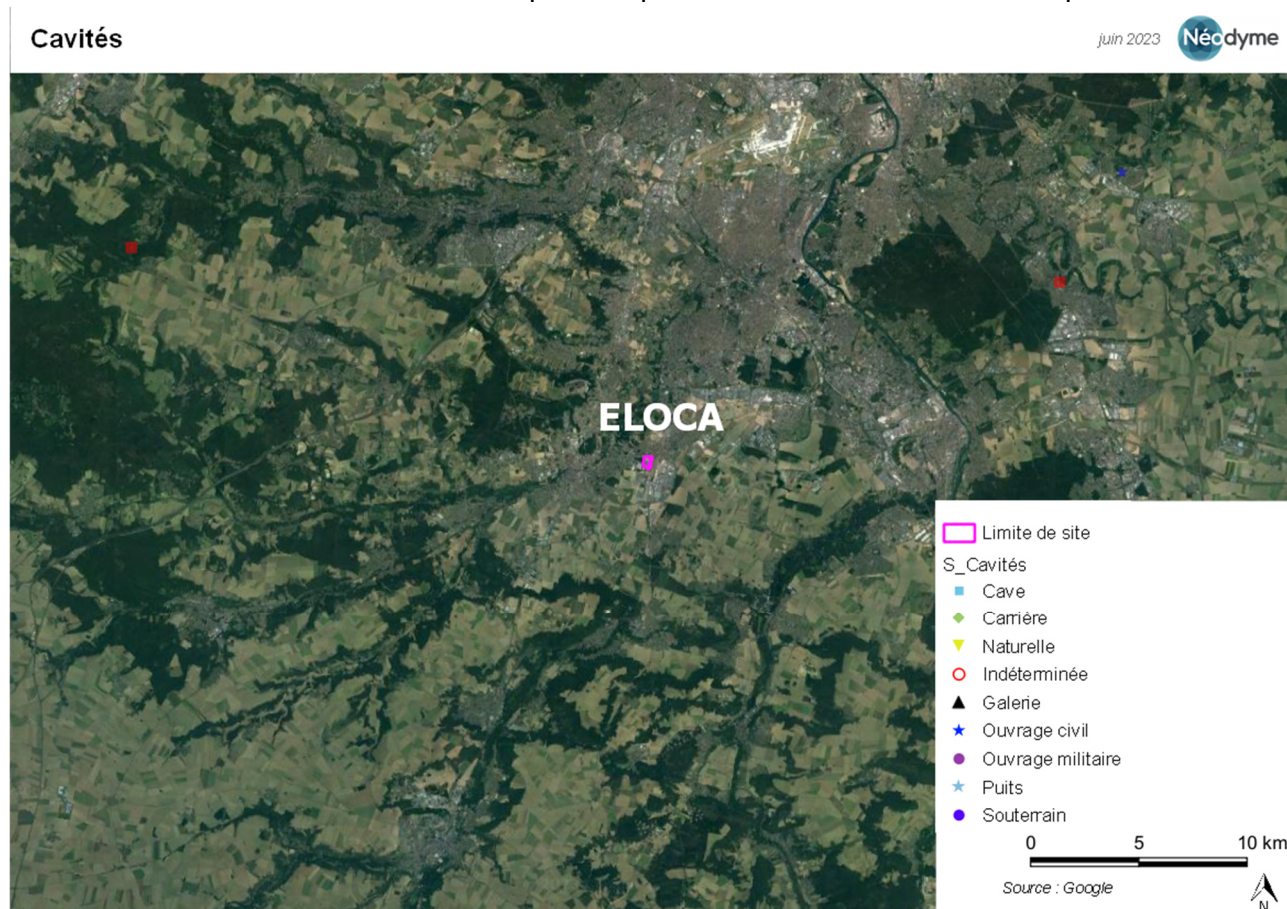 Cavités
juin 2023
Néodyme
ELOCA
Limite de site
S_Cavités
Cave
Carrière
Naturelle
Indéterminée
Galerie
Ouvrage civil
Ouvrage militaire
Puits
Souterrain
0 5 10 km
Source : Google
N